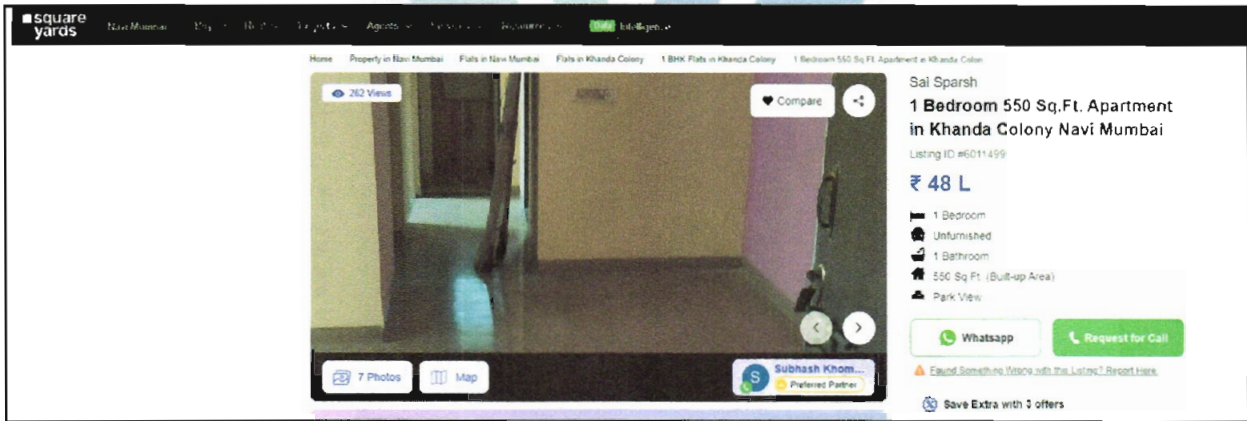 square
yards
Navi Mumbai
Agents
Data Intelligence
Home Property in Navi Mumbai Flats in Navi Mumbai Flats in Khanda Colony 1 BHK Flats in Khanda Colony 1 Bedroom 550 Sq Ft Apartment in Khanda Colon
262 Views
Compare
Sai Sparsh
1 Bedroom 550 Sq.Ft. Apartment
in Khanda Colony Navi Mumbai
Listing ID #6011499
₹ 48 L
1 Bedroom
Unfurnished
1 Bathroom
550 Sq Ft (Built-up Area)
Park View
Whatsapp
Request for Call
7 Photos
Map
S
Subhash Khom...
Preferred Partner
Found Something Wrong with this Listing? Report Here
Save Extra with 3 offers